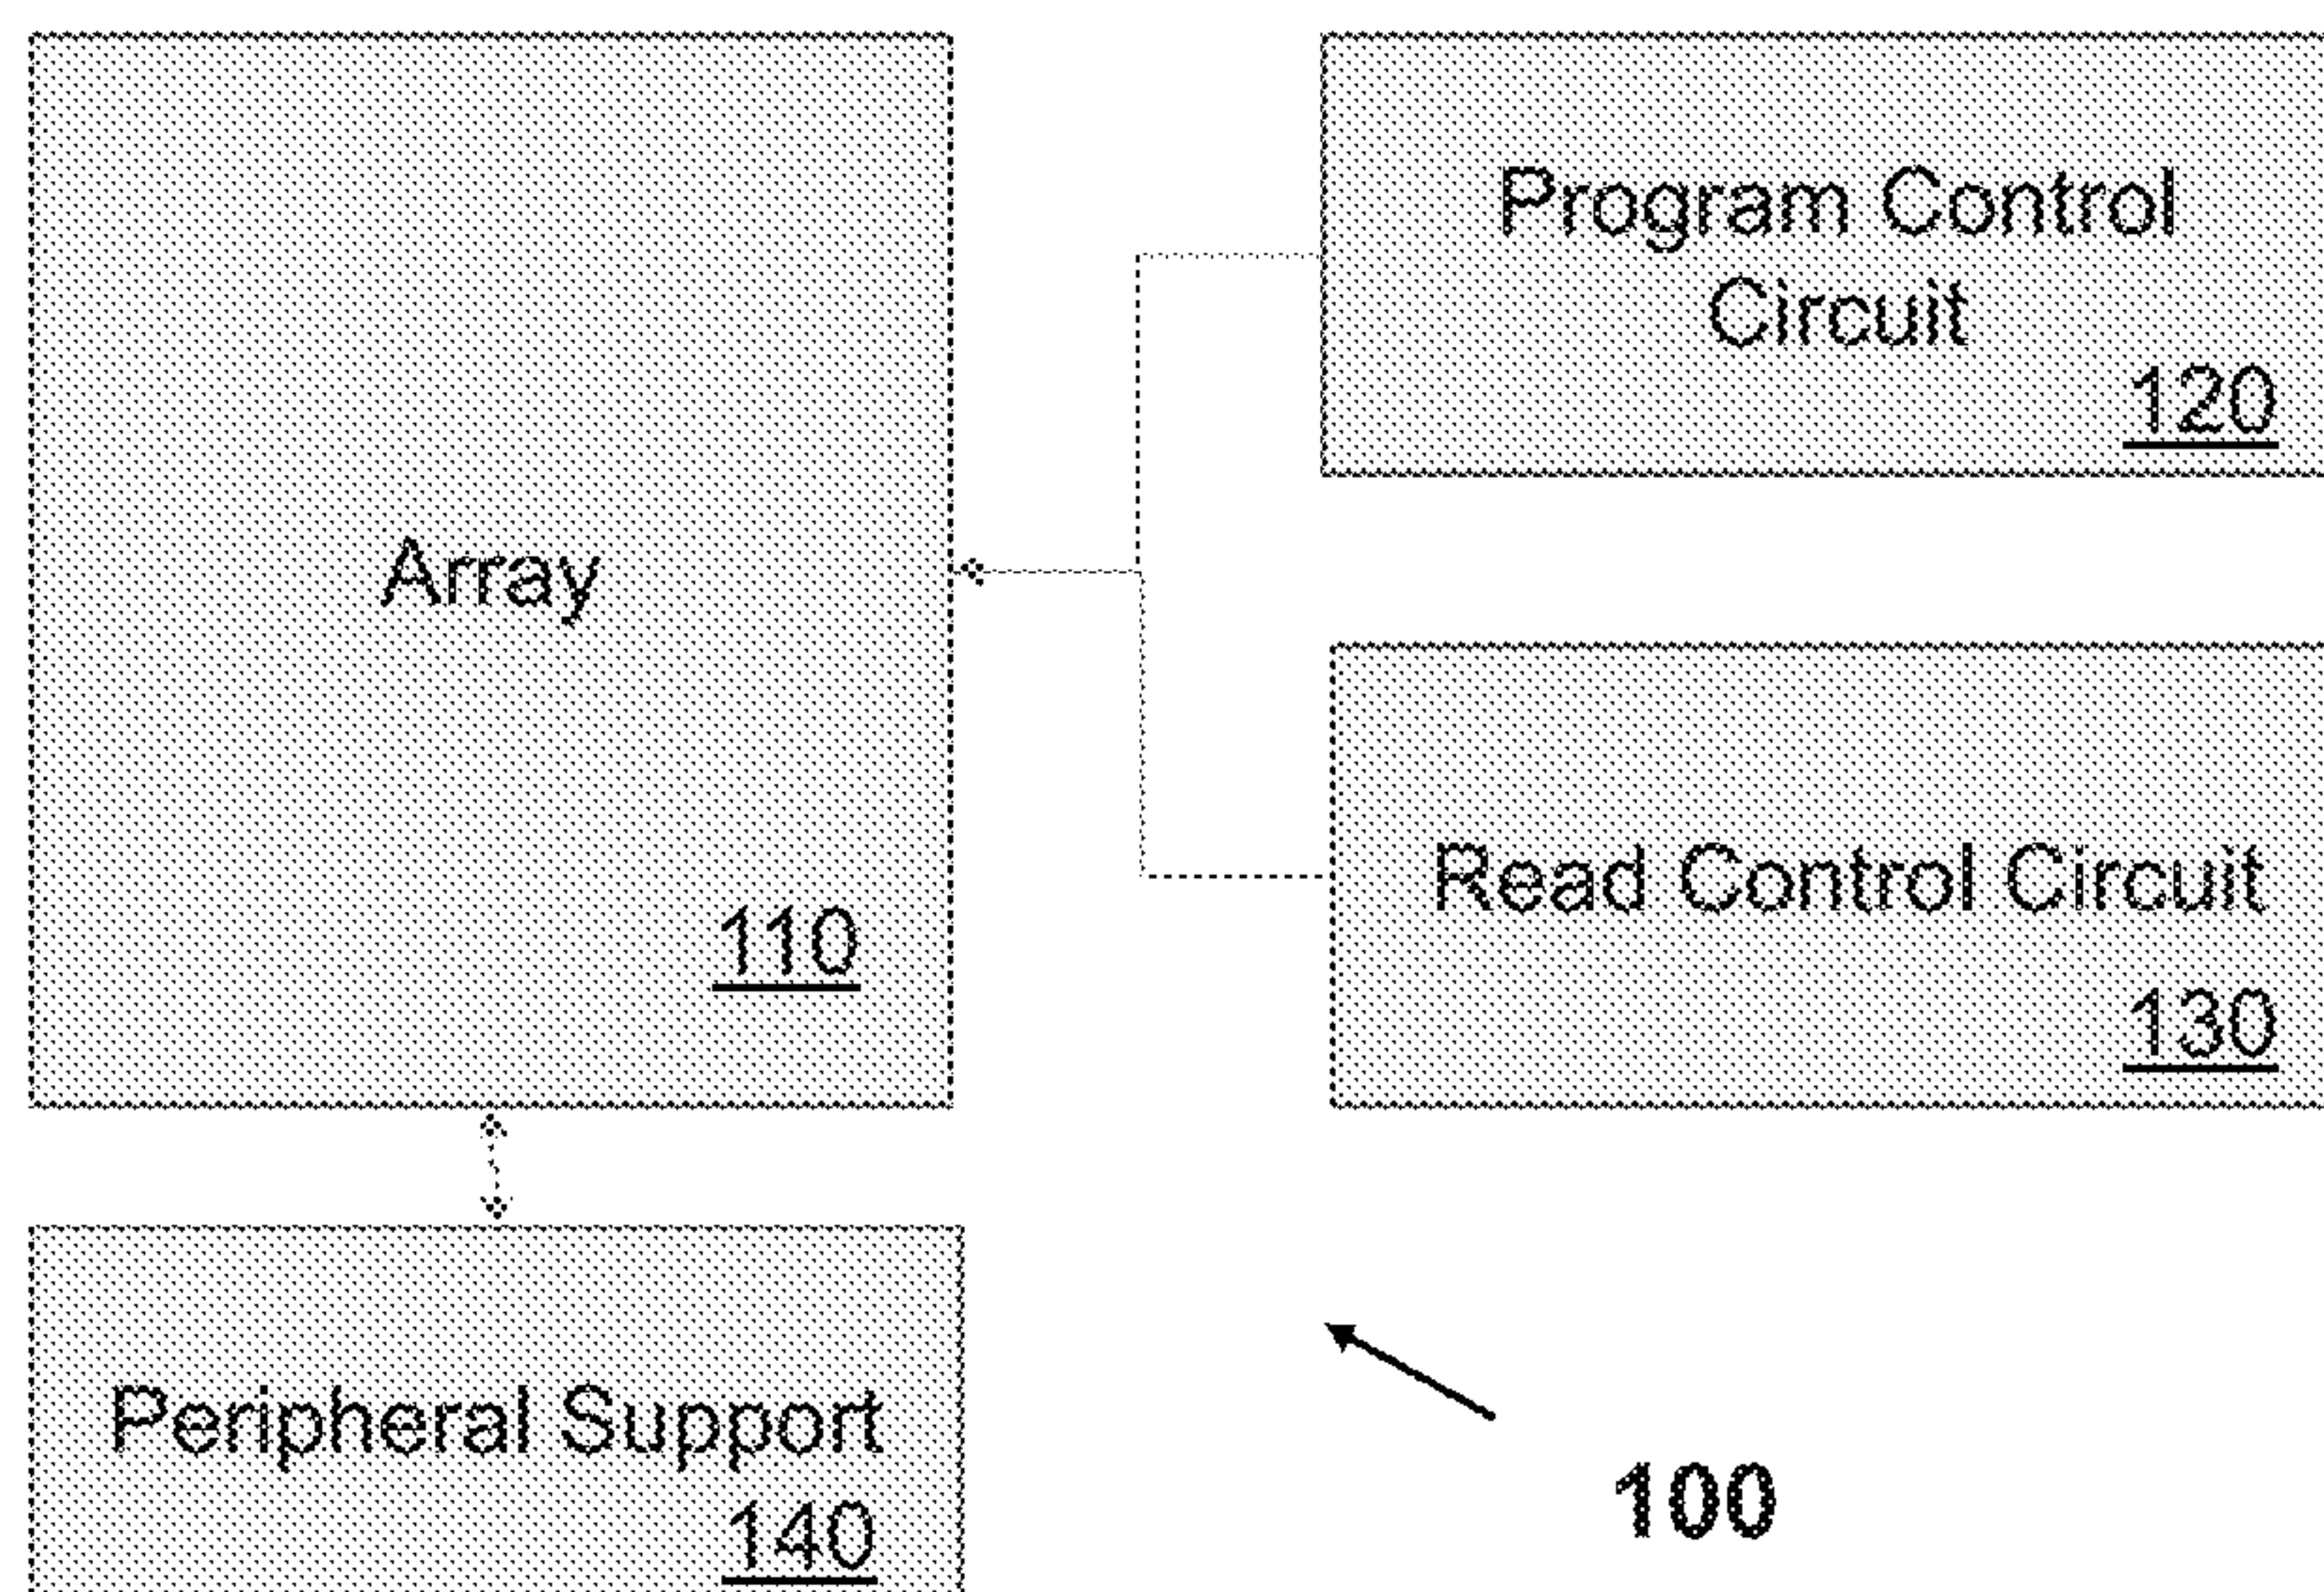 Array
110
Program Control
Circuit
120
Read Control Circuit
130
Peripheral Support
140
100